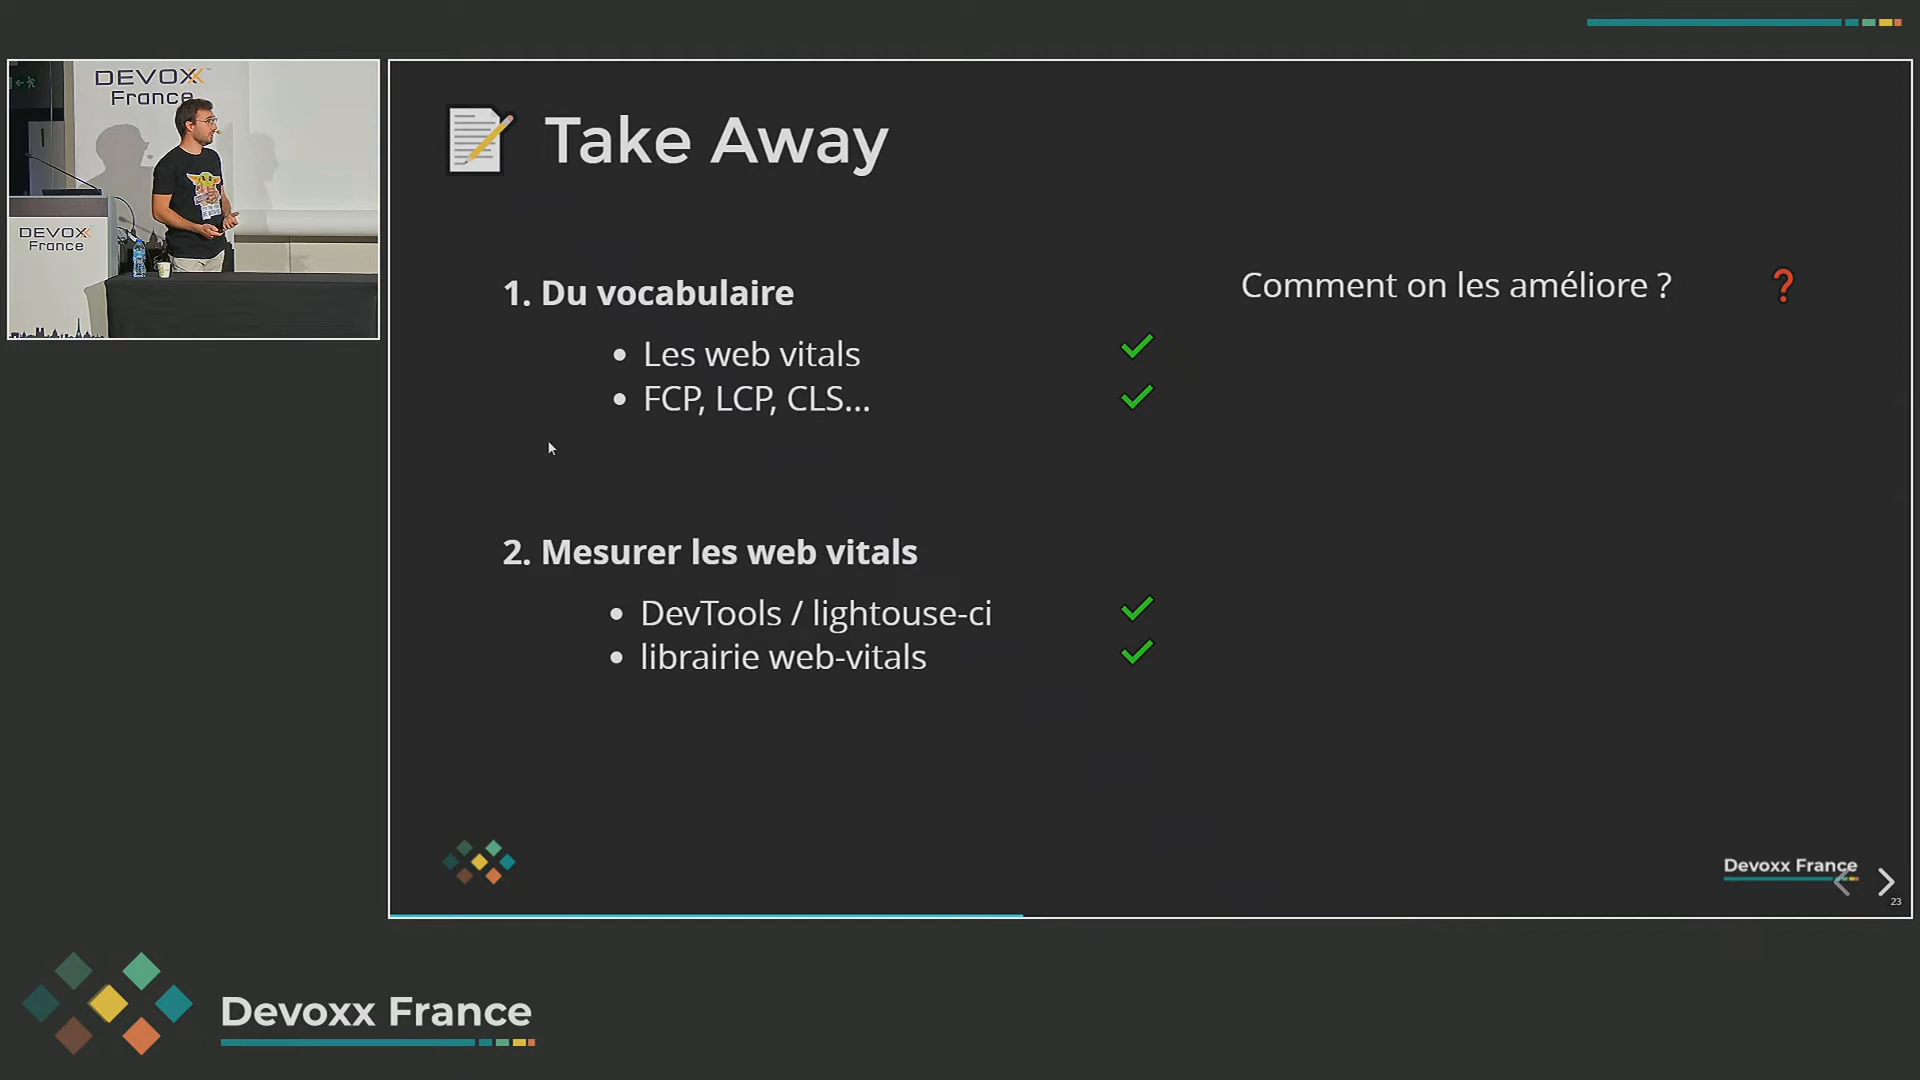 DEVOXX
France
DEVOXX
France
Take Away
1. Du vocabulaire
Les web vitals
FCP, LCP, CLS...
Comment on les améliore ?
2. Mesurer les web vitals
DevTools / lightouse-ci
librairie web-vitals
Devoxx France
23
Devoxx France